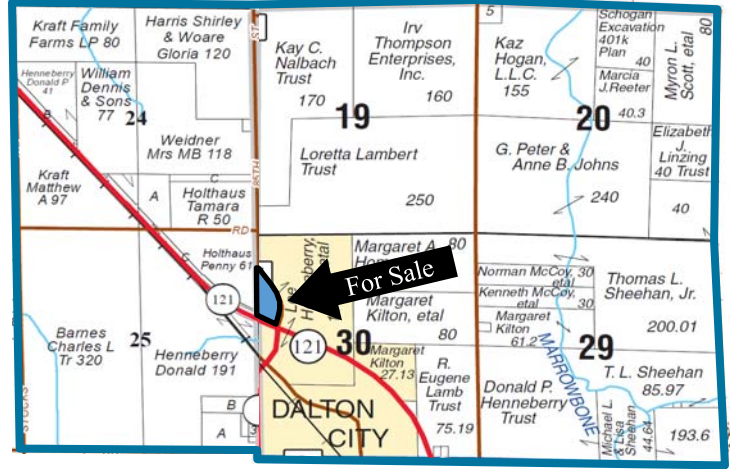 Kraft Family
Farms LP 80
Harris Shirley
& Woare
Gloria 120
Henneberry
Donald P
41
William
Dennis
& Sons
77
24
Weidner
Mrs MB 118
Kraft
Matthew
A 97
A
C
Holthaus
Tamara
R 50
RD
ST
85TH
Kay C.
Nalbach
Trust
170
Irv
Thompson
Enterprises,
Inc.
160
19
Loretta Lambert
Trust
250
5
Kaz
Hogan,
L.L.C.
155
Schogan
Excavation
401k
Plan
40
Marcia
J.Reeter
40.3
Myron L.
Scott, etal
80
20
G. Peter &
Anne B. Johns
240
Elizabeth
J.
Linzing
40 Trust
40
Holthaus
Penny 61
121
Barnes
Charles L
Tr 320
25
Henneberry
Donald 191
B
A
3
STOCKS
Margaret A.
80
For Sale
Margaret
Kilton, etal
80
121
30
Margaret
Kilton
27.13
R.
Eugene
Lamb
Trust
75.19
DALTON
CITY
Norman McCoy,
etal
30
Kenneth McCoy,
etal
30
Margaret
Kilton
61.2
MARROWBONE
29
Thomas L.
Sheehan, Jr.
200.01
T. L. Sheehan
85.97
Donald P.
Henneberry
Trust
Michael L.
& Lisa
Sheehan
44.64
193.6